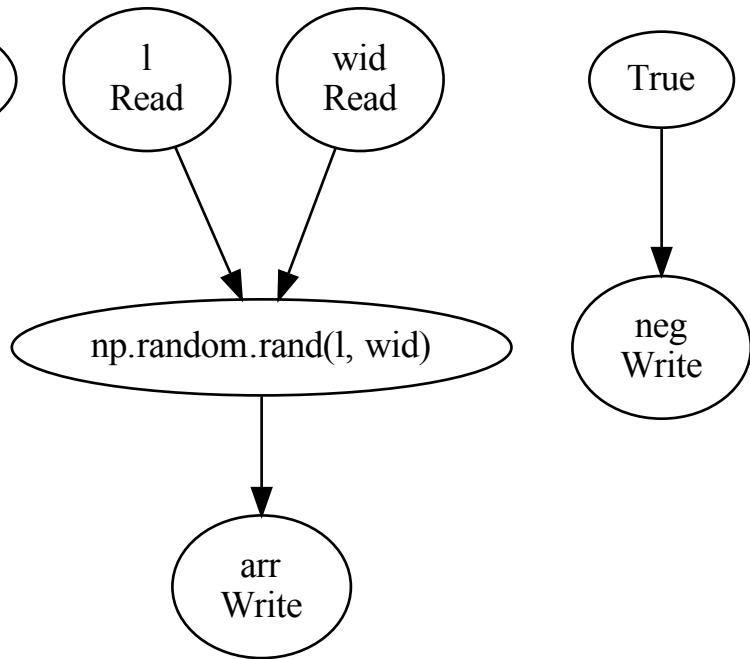 l
Read
wid
Read
True
np.random.rand(l, wid)
neg
Write
arr
Write